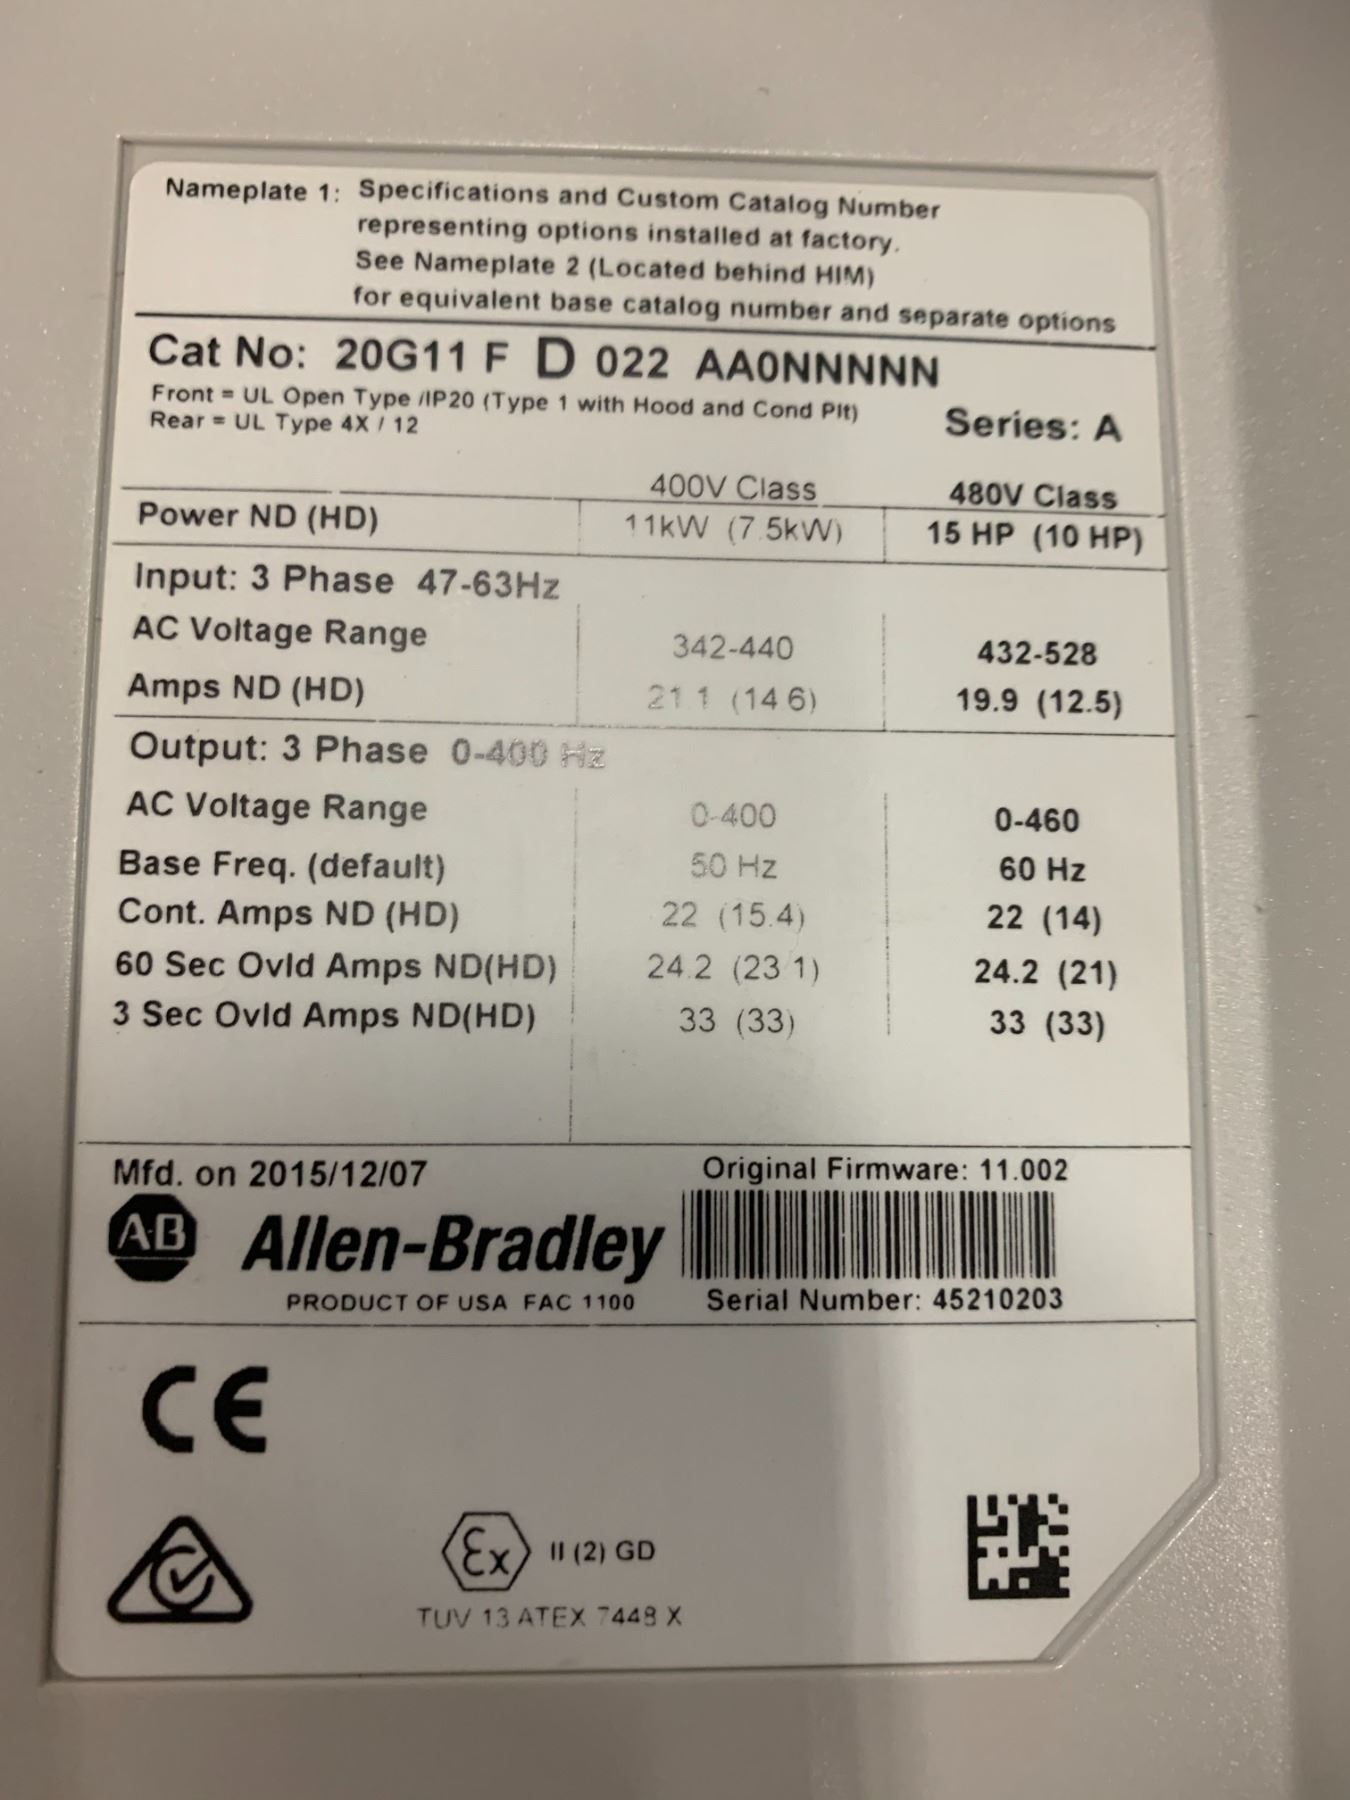 Nameplate 1: Specifications and Custom Catalog Number
representing options installed at factory.
See Nameplate 2 (Located behind HIM)
for equivalent base catalog number and separate options
Cat No: 20G11 F D 022 AA0NNNNN
Front = UL Open Type /IP20 (Type 1 with Hood and Cond Plt)
Rear = UL Type 4X / 12
Series: A
400V Class 480V Class
Power ND (HD) 11kW (7.5kW) 15 HP (10 HP)
Input: 3 Phase 47-63Hz
AC Voltage Range 342-440 432-528
Amps ND (HD) 21.1 (14.6) 19.9 (12.5)
Output: 3 Phase 0-400 Hz
AC Voltage Range 0-400 0-460
Base Freq. (default) 50 Hz 60 Hz
Cont. Amps ND (HD) 22 (15.4) 22 (14)
60 Sec Ovld Amps ND(HD) 24.2 (23.1) 24.2 (21)
3 Sec Ovld Amps ND(HD) 33 (33) 33 (33)
Mfd. on 2015/12/07 Original Firmware: 11.002
A-B Allen-Bradley
PRODUCT OF USA FAC 1100 Serial Number: 45210203
CE
Ex II (2) GD
TUV 13 ATEX 7448 X